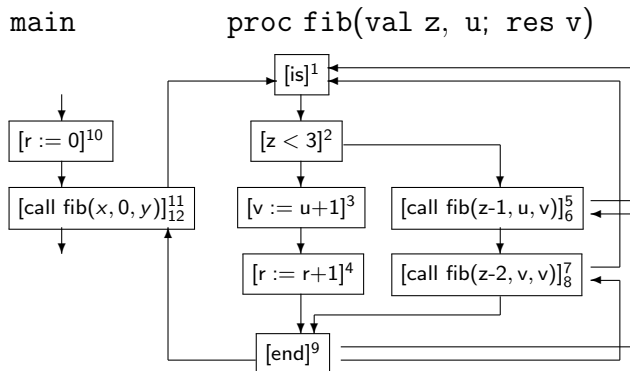 main proc fib(val z, u; res v)
[is]¹
[r := 0]¹⁰ [z < 3]²
[call fib(x, 0, y)]¹¹₁₂ [v := u+1]³ [call fib(z-1, u, v)]⁵₆
[r := r+1]⁴ [call fib(z-2, v, v)]⁷₈
[end]⁹